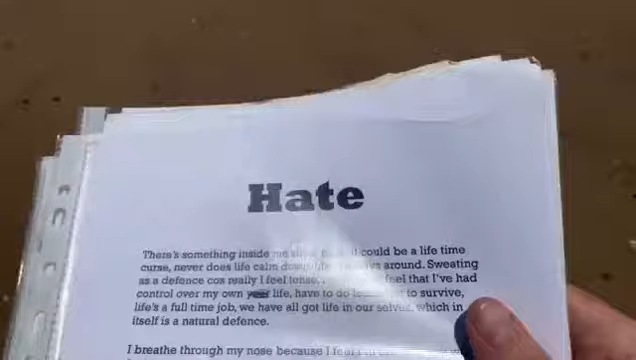 Hate
There's something inside me could be a life time
curse, never does life calm down around. Sweating
as a defence cos really I feel tense, feel that I've had
control over my own life, have to do to survive,
life's a full time job, we have all got life in our selves, which in
itself is a natural defence.
I breathe through my nose because I